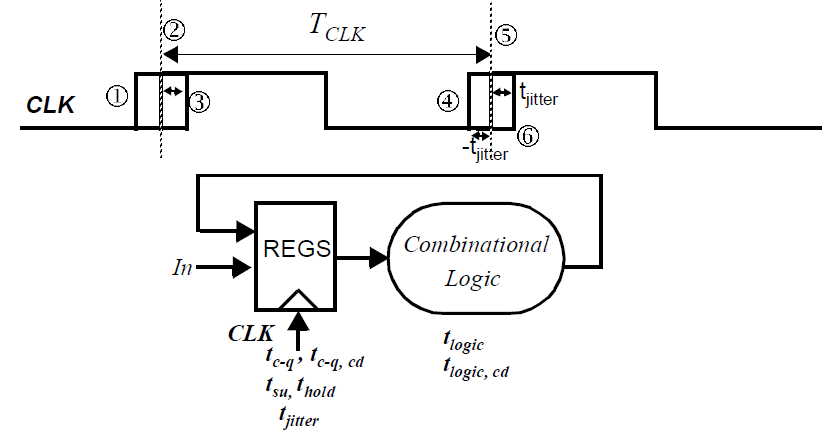 ② ⑤
T_CLK
① ③ ④ t_jitter
CLK
-t_jitter ⑥
REGS
Combinational
In
Logic
CLK
t_c-q, t_c-q, cd
t_logic
t_su, t_hold
t_logic, cd
t_jitter